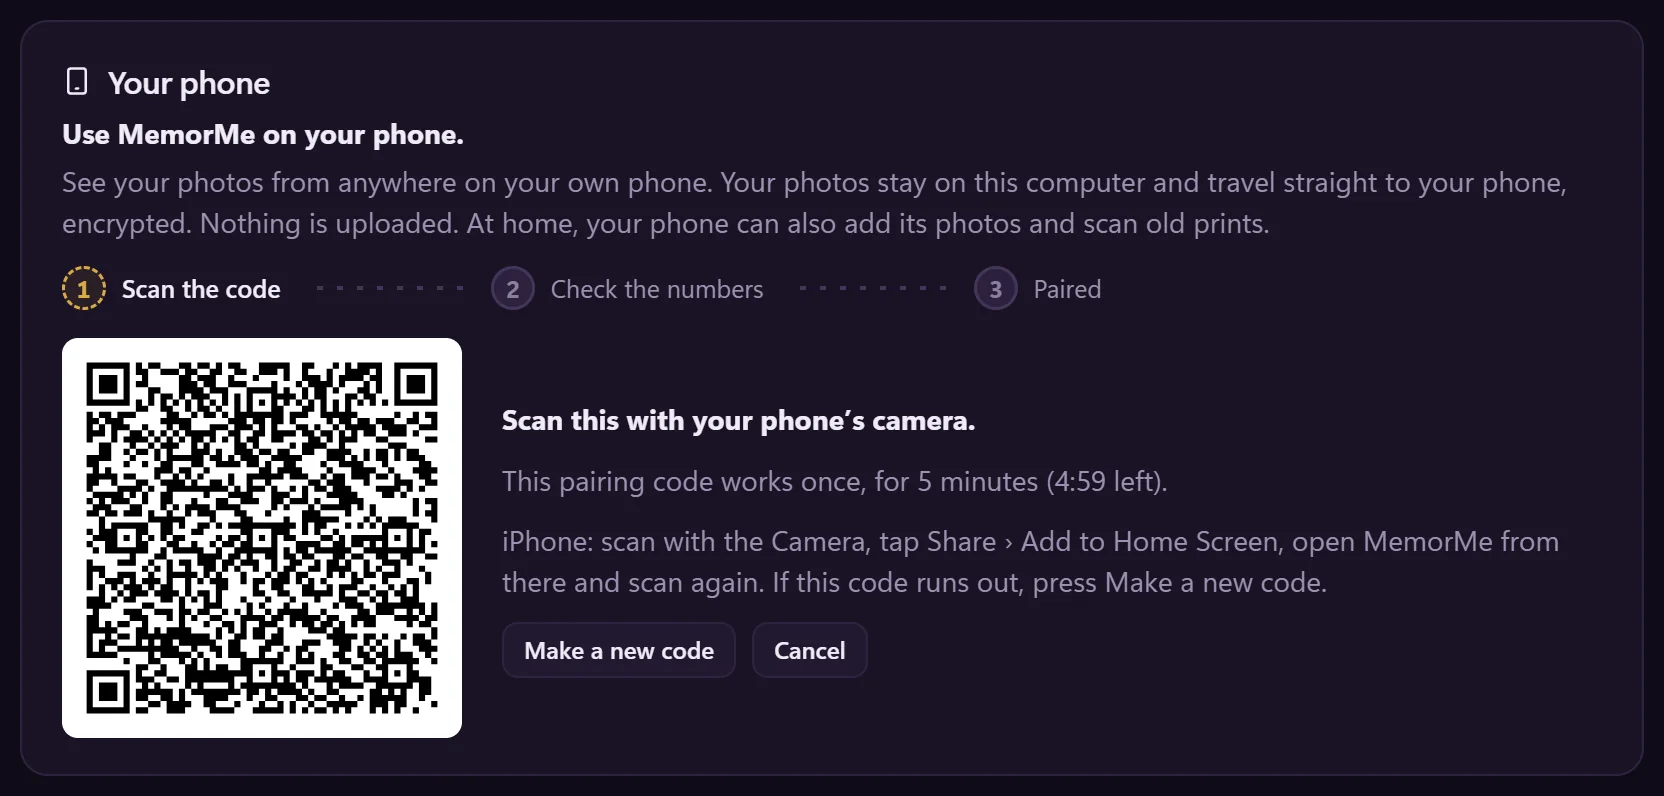 Your phone
Use MemorMe on your phone.
See your photos from anywhere on your own phone. Your photos stay on this computer and travel straight to your phone,
encrypted. Nothing is uploaded. At home, your phone can also add its photos and scan old prints.
1 Scan the code 2 Check the numbers 3 Paired
Scan this with your phone’s camera.
This pairing code works once, for 5 minutes (4:59 left).
iPhone: scan with the Camera, tap Share › Add to Home Screen, open MemorMe from
there and scan again. If this code runs out, press Make a new code.
Make a new code Cancel